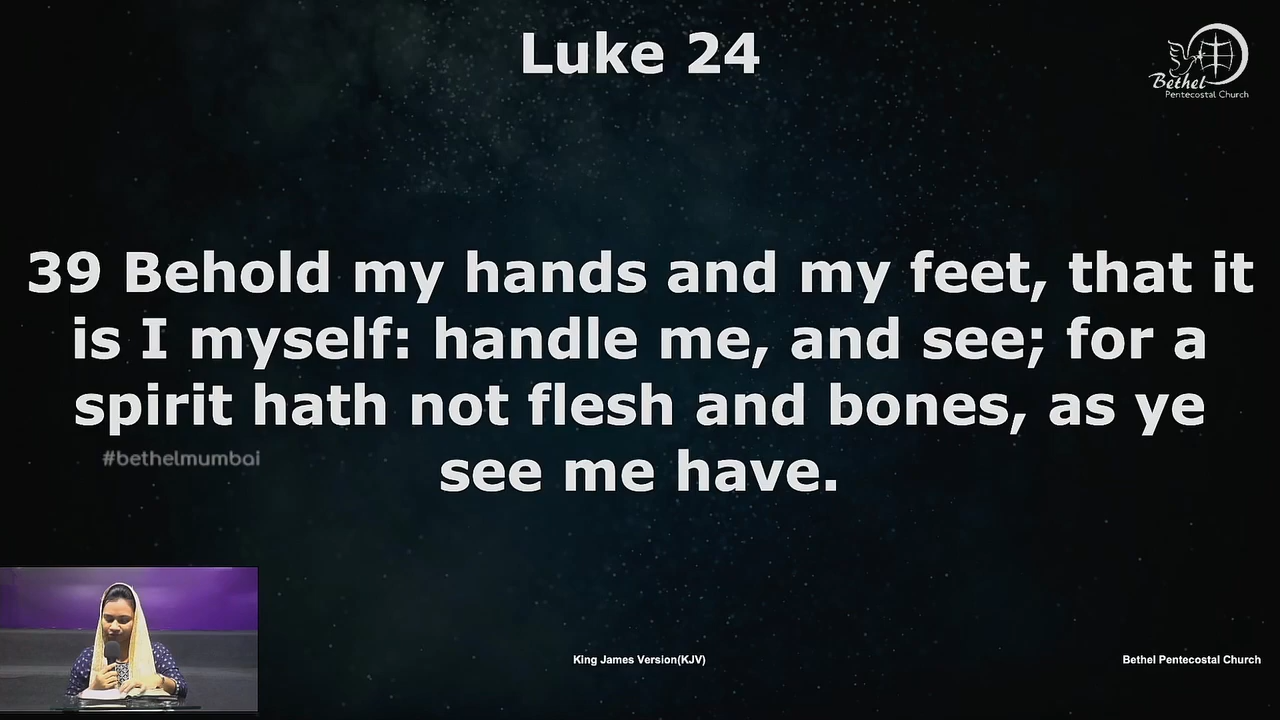 Luke 24
Bethel
Pentecostal Church
39 Behold my hands and my feet, that it
is I myself: handle me, and see; for a
spirit hath not flesh and bones, as ye
see me have.
#bethelmumbai
King James Version(KJV)
Bethel Pentecostal Church